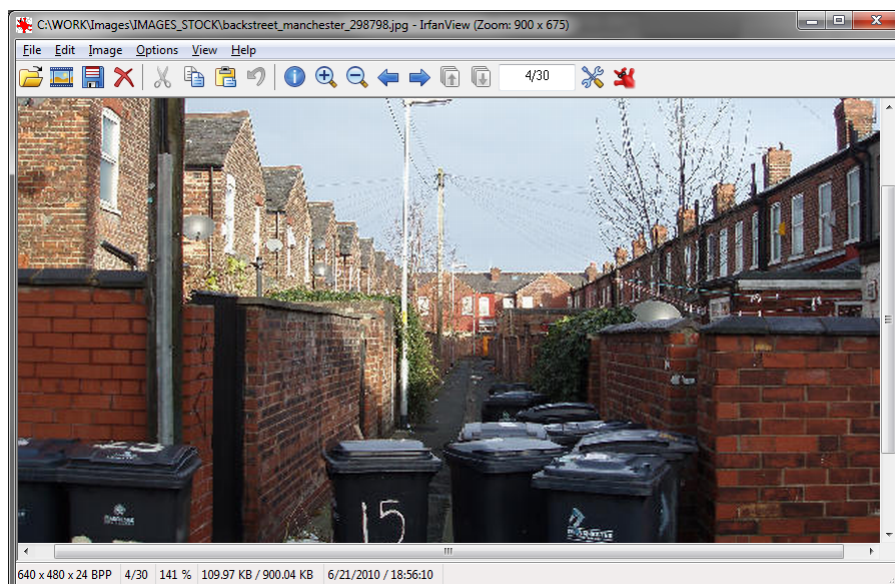 C:\WORK\Images\IMAGES_STOCK\backstreet_manchester_298798.jpg - IrfanView (Zoom: 900 x 675)
File Edit Image Options View Help
4/30
15
640 x 480 x 24 BPP 4/30 141 % 109.97 KB / 900.04 KB 6/21/2010 / 18:56:10